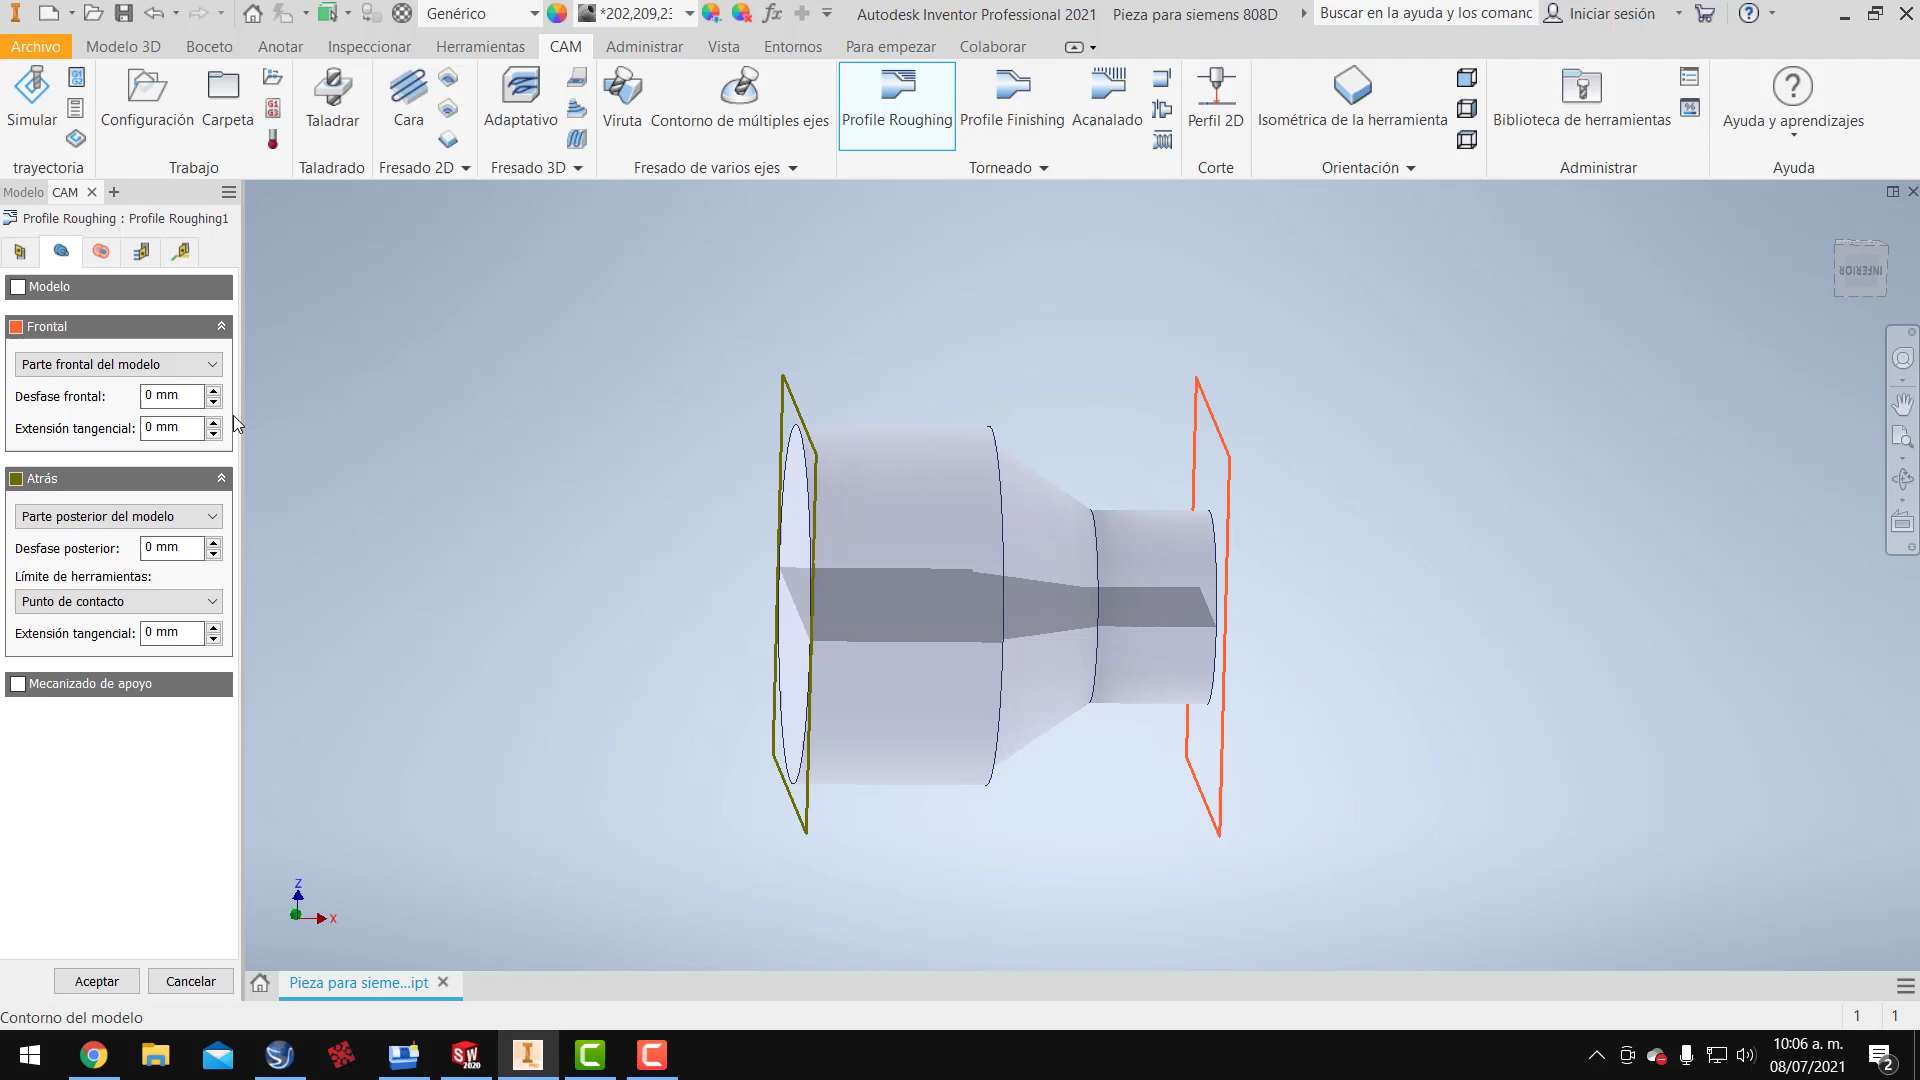 Genérico
*202,209,23
Autodesk Inventor Professional 2021 Pieza para siemens 808D
Buscar en la ayuda y los comanc
Iniciar sesión
Archivo Modelo 3D Boceto Anotar Inspeccionar Herramientas CAM Administrar Vista Entornos Para empezar Colaborar
Simular Configuración Carpeta Taladrar Cara Adaptativo Viruta Contorno de múltiples ejes Profile Roughing Profile Finishing Acanalado Perfil 2D Isométrica de la herramienta Biblioteca de herramientas Ayuda y aprendizajes
trayectoria Trabajo Taladrado Fresado 2D Fresado 3D Fresado de varios ejes Torneado Corte Orientación Administrar Ayuda
Modelo CAM
Profile Roughing : Profile Roughing1
Modelo
Frontal
Parte frontal del modelo
Desfase frontal: 0 mm
Extensión tangencial: 0 mm
Atrás
Parte posterior del modelo
Desfase posterior: 0 mm
Límite de herramientas:
Punto de contacto
Extensión tangencial: 0 mm
Mecanizado de apoyo
INFERIOR
Z
X
Aceptar Cancelar
Pieza para sieme...ipt
Contorno del modelo
1 1
10:06 a. m.
08/07/2021
2